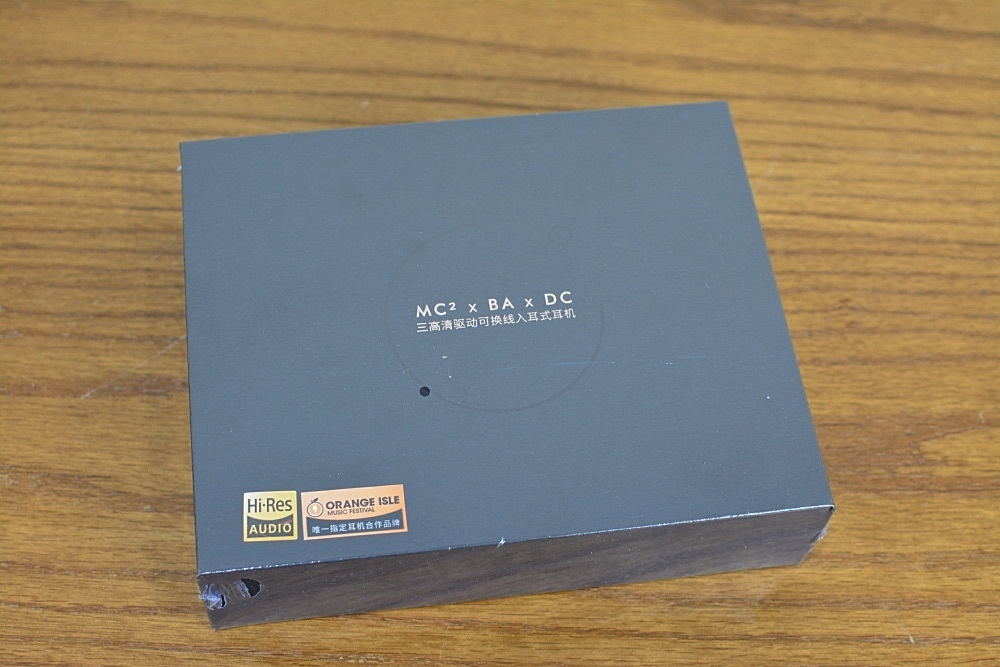 MC² x BA x DC
三高清驱动可换线入耳式耳机
Hi-Res
AUDIO
ORANGE ISLE
MUSIC FESTIVAL
唯一指定耳机合作品牌